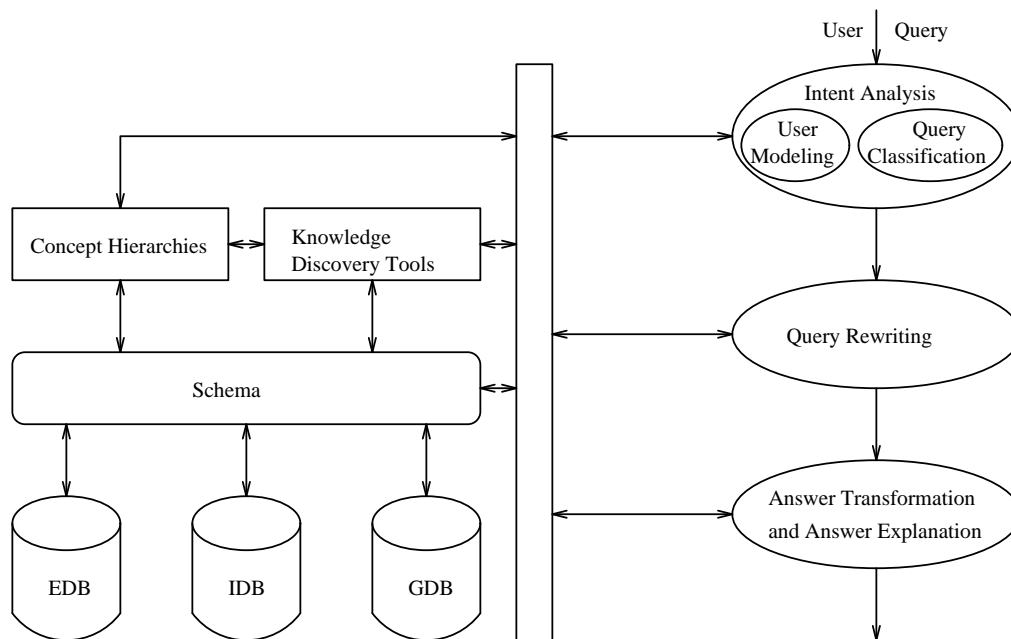 User Query
Intent Analysis
User
Modeling
Query
Classification
Concept Hierarchies
Knowledge
Discovery Tools
Query Rewriting
Schema
Answer Transformation
and Answer Explanation
EDB
IDB
GDB